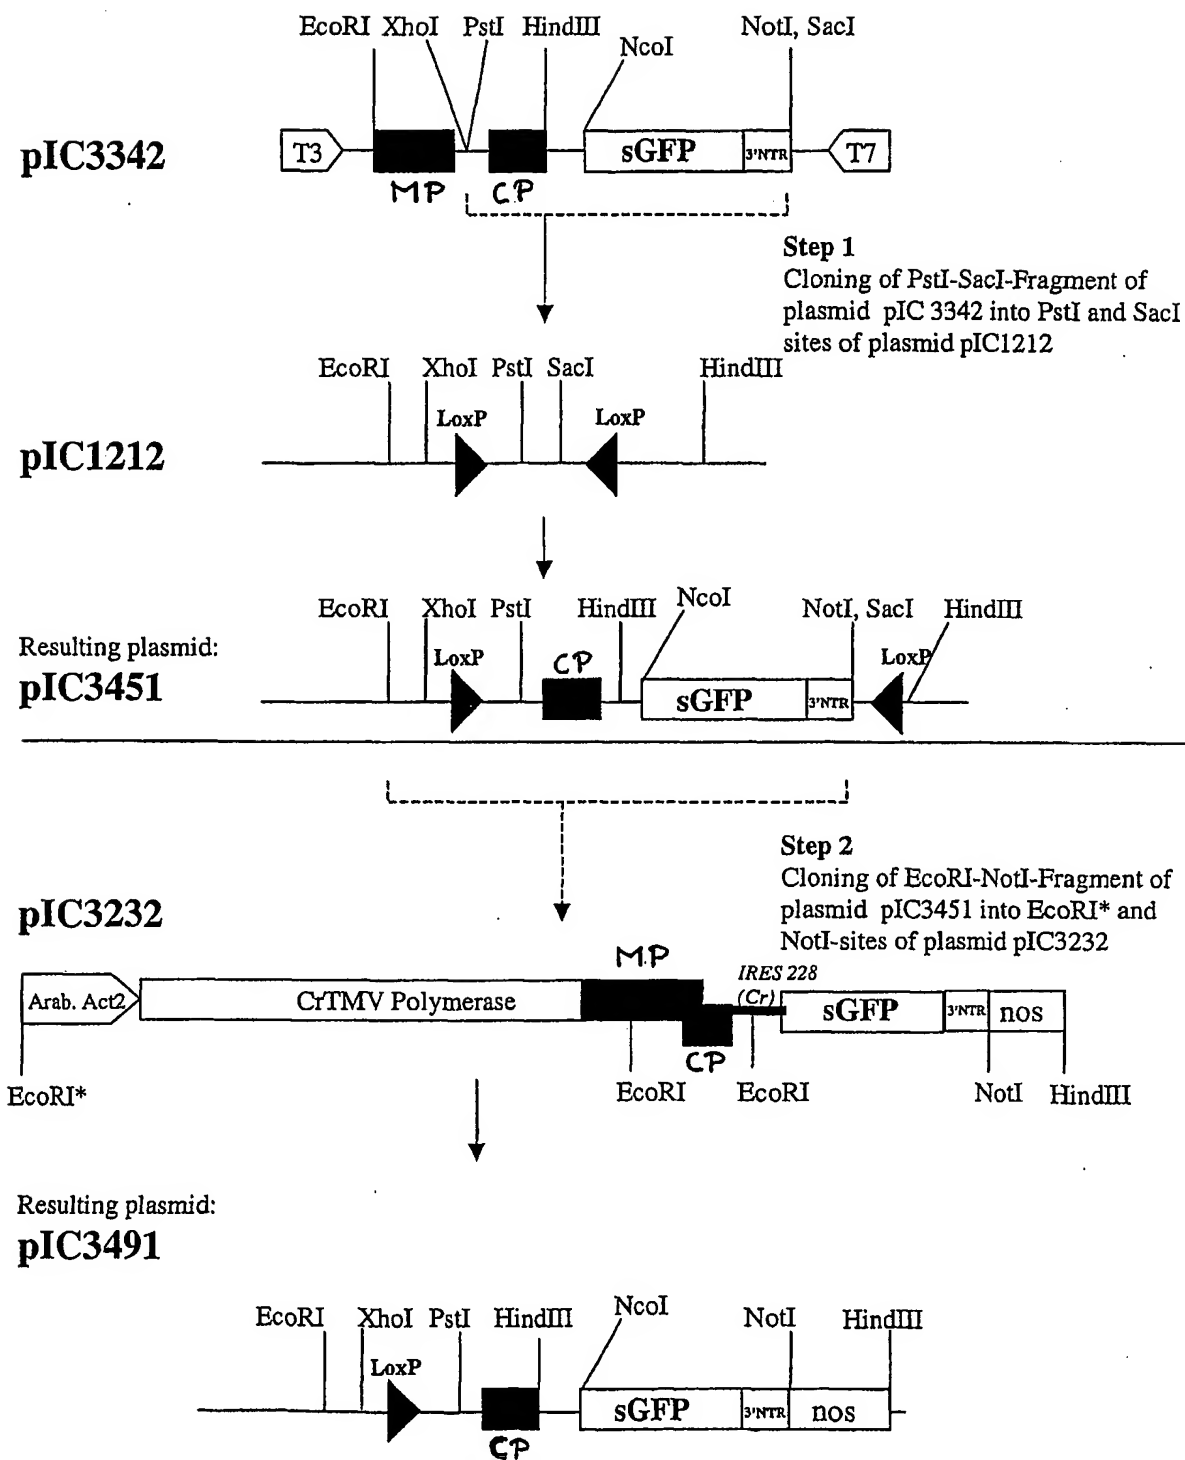 EcoRI XhoI PstI HindIII NotI, SacI
NcoI
pIC3342
T3 sGFP 3'NTR T7
MP CP
Step 1
Cloning of PstI-SacI-Fragment of
plasmid pIC 3342 into PstI and SacI
sites of plasmid pIC1212
EcoRI XhoI PstI SacI HindIII
LoxP LoxP
pIC1212
EcoRI XhoI PstI HindIII NcoI NotI, SacI HindIII
Resulting plasmid:
LoxP CP LoxP
pIC3451
sGFP 3'NTR
Step 2
Cloning of EcoRI-NotI-Fragment of
plasmid pIC3451 into EcoRI* and
NotI-sites of plasmid pIC3232
pIC3232
MP IRES 228
(Cr)
Arab. Act2 CrTMV Polymerase sGFP 3'NTR nos
CP
EcoRI* EcoRI EcoRI NotI HindIII
Resulting plasmid:
pIC3491
EcoRI XhoI PstI HindIII NcoI NotI HindIII
LoxP
sGFP 3'NTR nos
CP